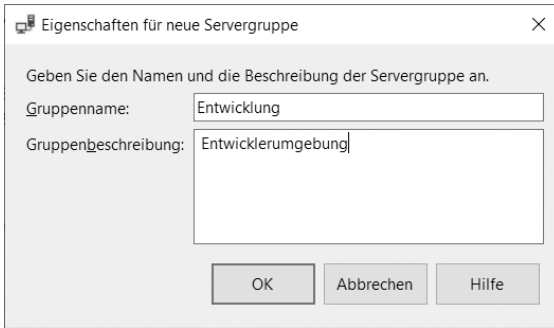 Eigenschaften für neue Servergruppe
Geben Sie den Namen und die Beschreibung der Servergruppe an.
Gruppenname: Entwicklung
Gruppenbeschreibung: Entwicklerumgebung
OK Abbrechen Hilfe